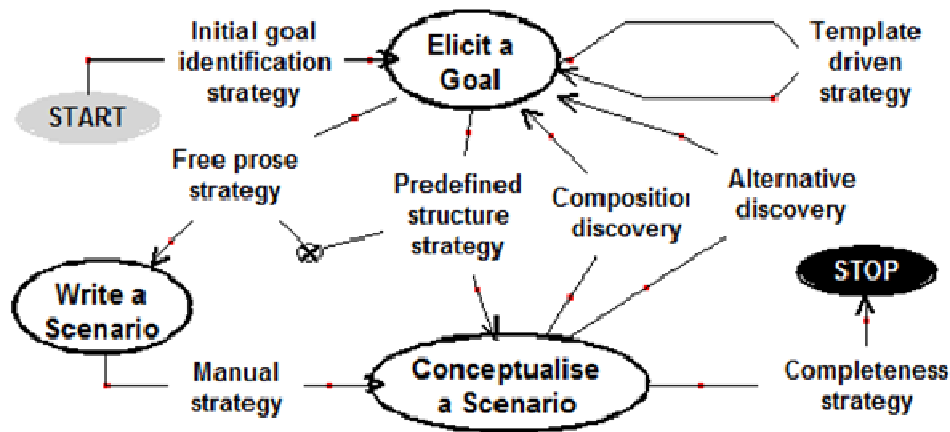 Initial goal
identification
strategy
Elicit a
Goal
Template
driven
strategy
START
Free prose
strategy
Predefined
structure
strategy
Composition
discovery
Alternative
discovery
STOP
Write a
Scenario
Manual
strategy
Conceptualise
a Scenario
Completeness
strategy